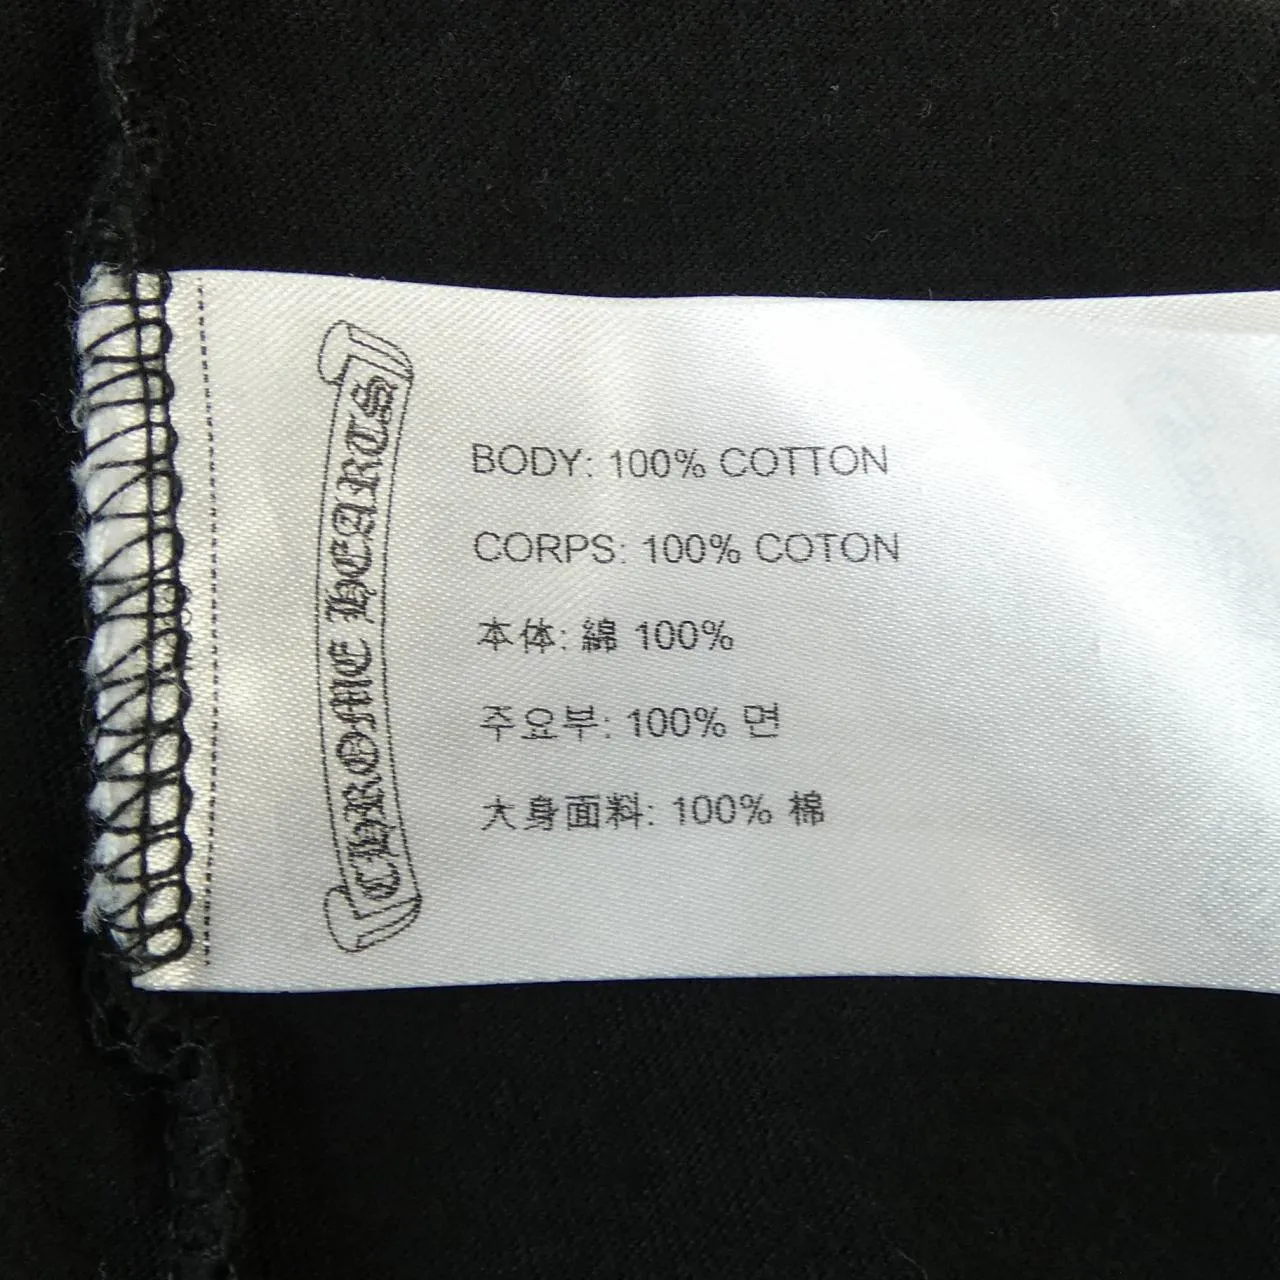 CHROME HEARTS
BODY: 100% COTTON
CORPS: 100% COTON
本体: 綿 100%
주요부: 100% 면
大身面料: 100% 棉